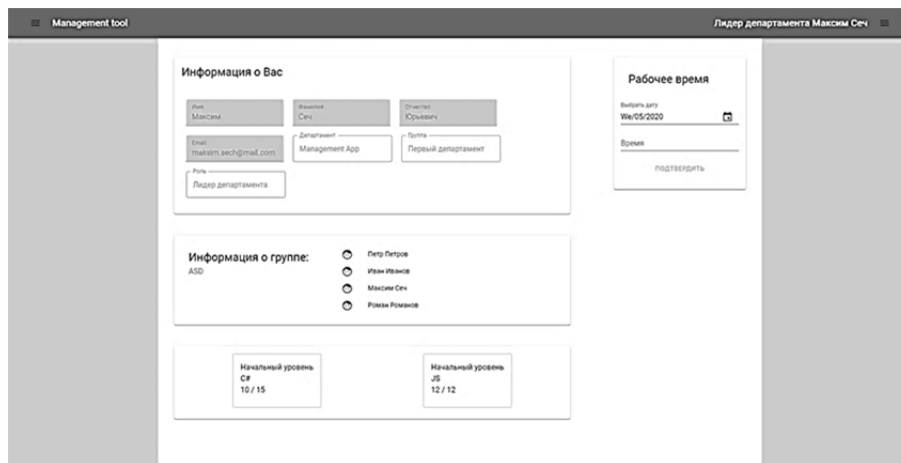 Management tool
Лидер департамента Максим Сеч
Информация о Вас
Имя
Максим
Фамилия
Сеч
Отчество
Юрьевич
Email
maksim.sech@mail.com
Департамент
Management App
Группа
Первый департамент
Роль
Лидер департамента
Рабочее время
Выбрать дату
We/05/2020
Время
ПОДТВЕРДИТЬ
Информация о группе:
ASD
Петр Петров
Иван Иванов
Максим Сеч
Роман Романов
Начальный уровень
C#
10 / 15
Начальный уровень
JS
12 / 12